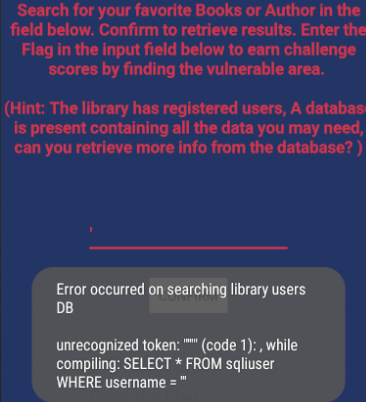 Search for your favorite Books or Author in the
field below. Confirm to retrieve results. Enter the
Flag in the input field below to earn challenge
scores by finding the vulnerable area.
(Hint: The library has registered users, A databas
is present containing all the data you may need,
can you retrieve more info from the database? )
'
CONFIRM
Error occurred on searching library users
DB
unrecognized token: "''''" (code 1): , while
compiling: SELECT * FROM sqliuser
WHERE username = '''